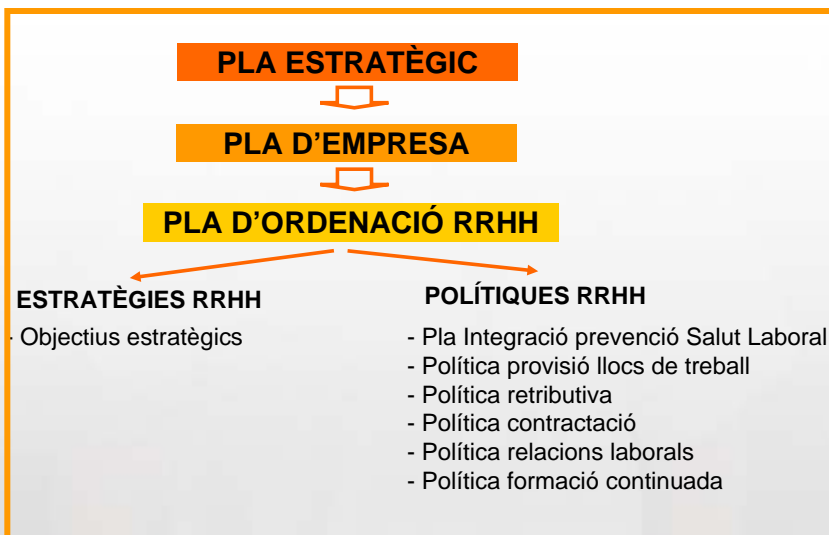 PLA ESTRATÈGIC
PLA D'EMPRESA
PLA D'ORDENACIÓ RRHH
ESTRATÈGIES RRHH
- Objectius estratègics
POLÍTIQUES RRHH
- Pla Integració prevenció Salut Laboral
- Política provisió llocs de treball
- Política retributiva
- Política contractació
- Política relacions laborals
- Política formació continuada